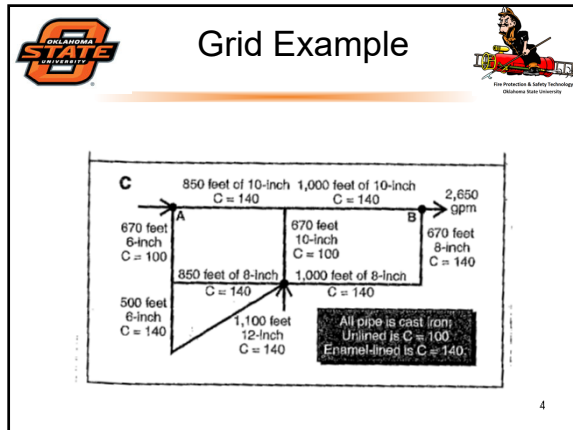 OKLAHOMA
STATE
UNIVERSITY
Grid Example
Fire Protection & Safety Technology
Oklahoma State University
C
850 feet of 10-inch
C = 140
1,000 feet of 10-inch
C = 140
2,650
gpm
A
B
670 feet
6-inch
C = 100
670 feet
10-inch
C = 100
670 feet
8-inch
C = 140
850 feet of 8-inch
C = 140
1,000 feet of 8-inch
C = 140
500 feet
6-inch
C = 140
1,100 feet
12-inch
C = 140
All pipe is cast iron;
Unlined is C = 100
Enamel-lined is C = 140.
4